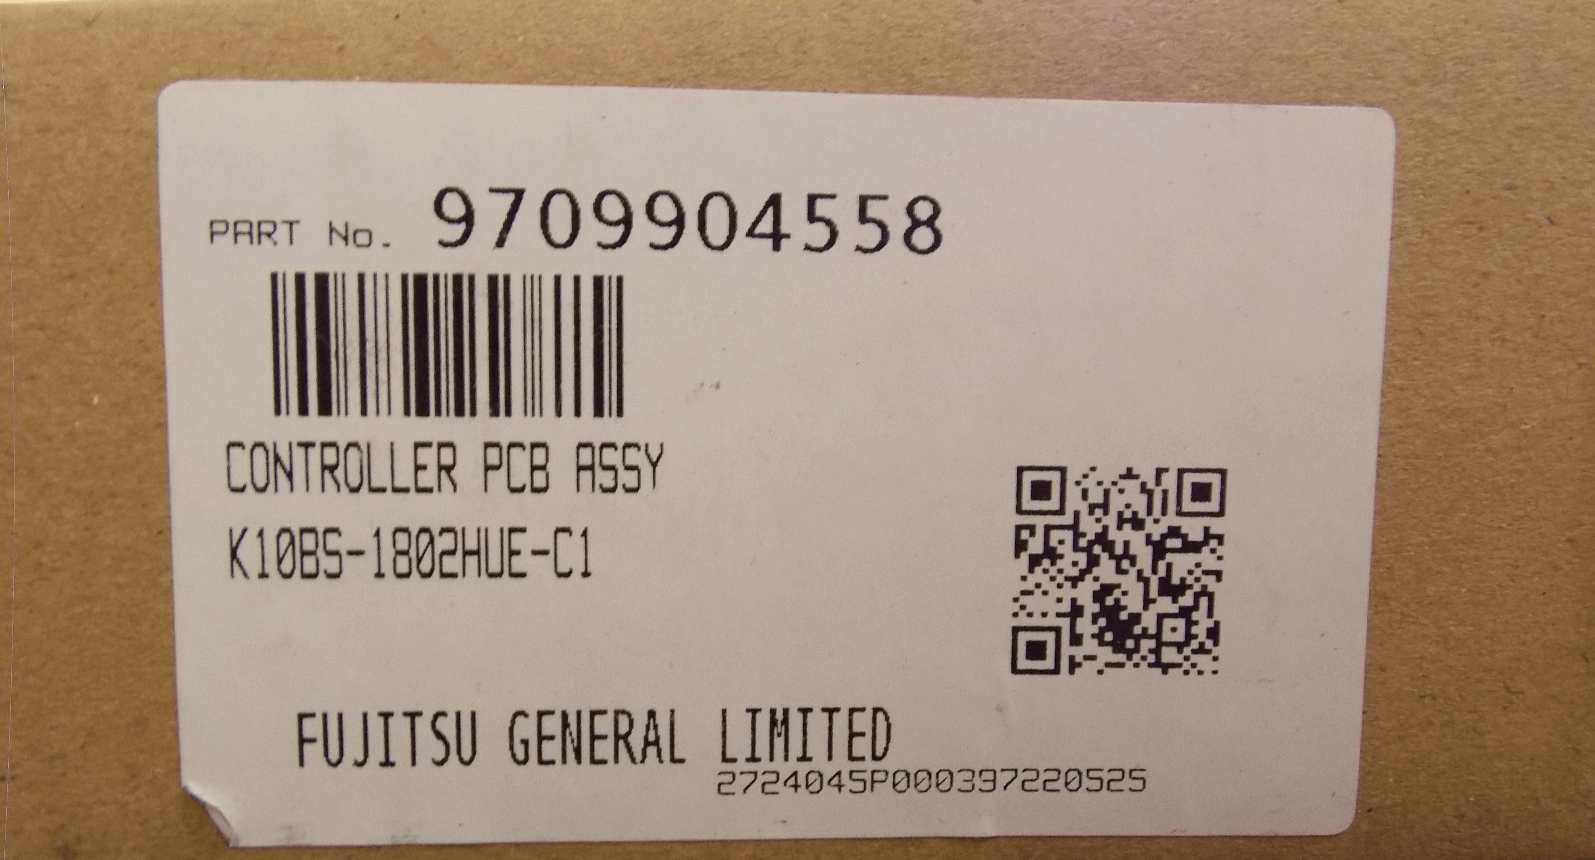 PART No. 9709904558
CONTROLLER PCB ASSY
K10BS-1802HUE-C1
FUJITSU GENERAL LIMITED
2724045P000397220525